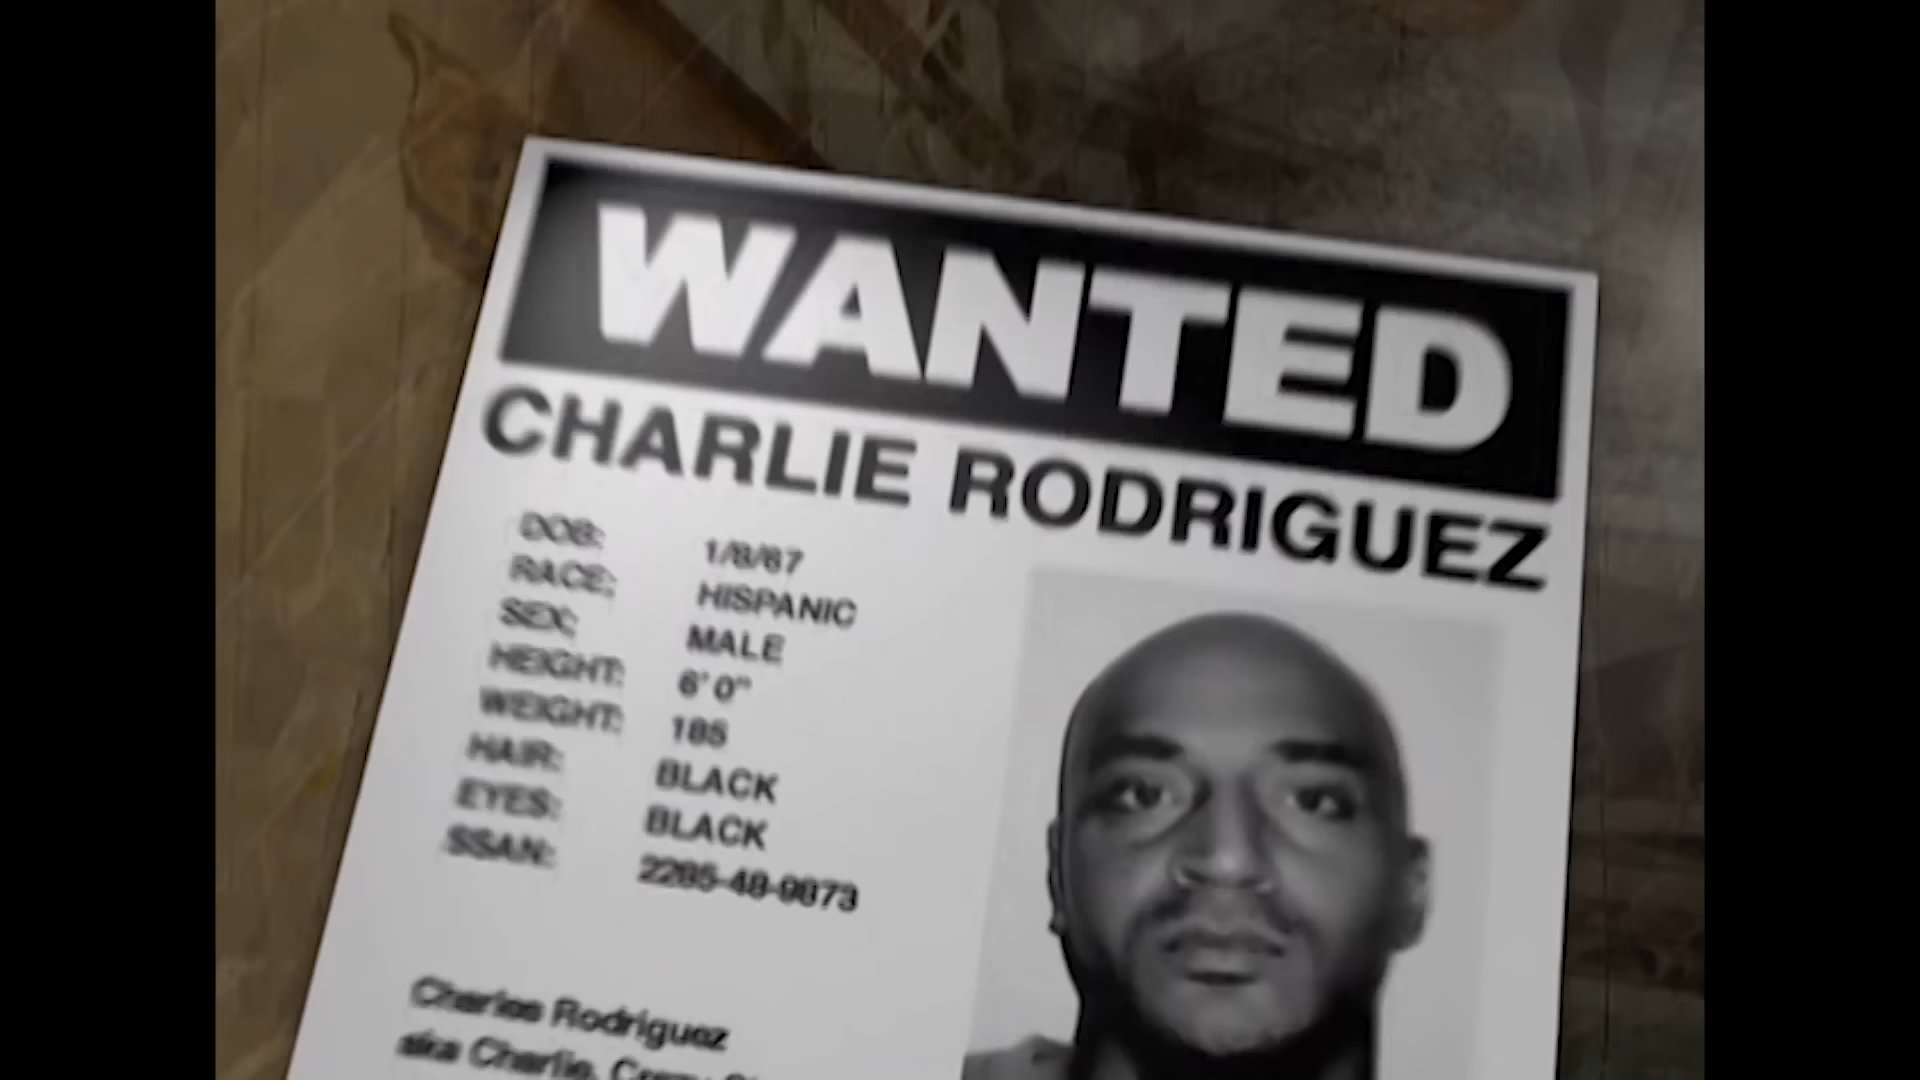 WANTED
CHARLIE RODRIGUEZ
DOB: 1/8/67
RACE: HISPANIC
SEX: MALE
HEIGHT: 6' 0"
WEIGHT: 185
HAIR: BLACK
EYES: BLACK
SSAN: 2285-48-9873
Charles Rodriguez
aka Charlie, Crazy